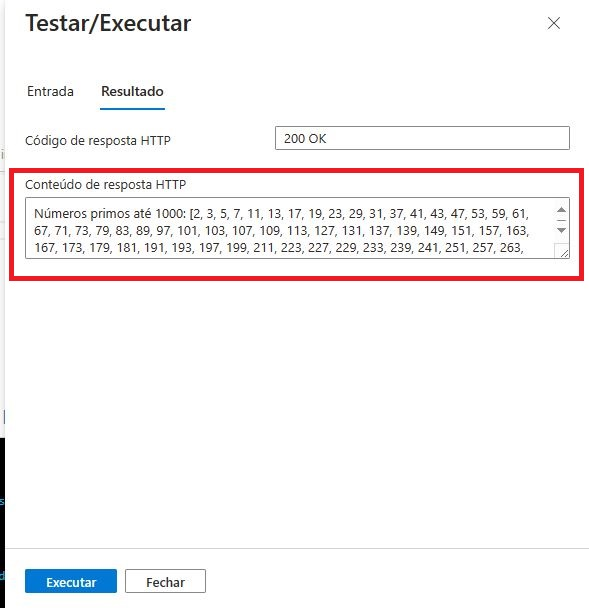 Testar/Executar
Entrada
Resultado
Código de resposta HTTP
200 OK
Conteúdo de resposta HTTP
Números primos até 1000: [2, 3, 5, 7, 11, 13, 17, 19, 23, 29, 31, 37, 41, 43, 47, 53, 59, 61,
67, 71, 73, 79, 83, 89, 97, 101, 103, 107, 109, 113, 127, 131, 137, 139, 149, 151, 157, 163,
167, 173, 179, 181, 191, 193, 197, 199, 211, 223, 227, 229, 233, 239, 241, 251, 257, 263,
Executar
Fechar